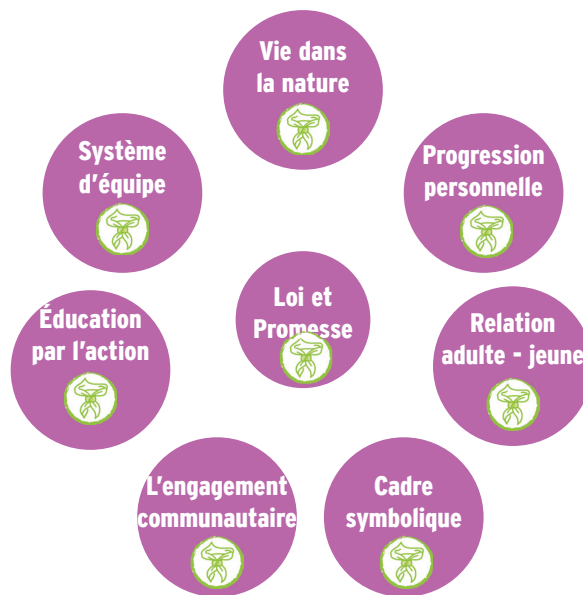 Vie dans
la nature
Système
d'équipe
Progression
personnelle
Loi et
Promesse
Éducation
par l'action
Relation
adulte - jeune
L'engagement
communautaire
Cadre
symbolique